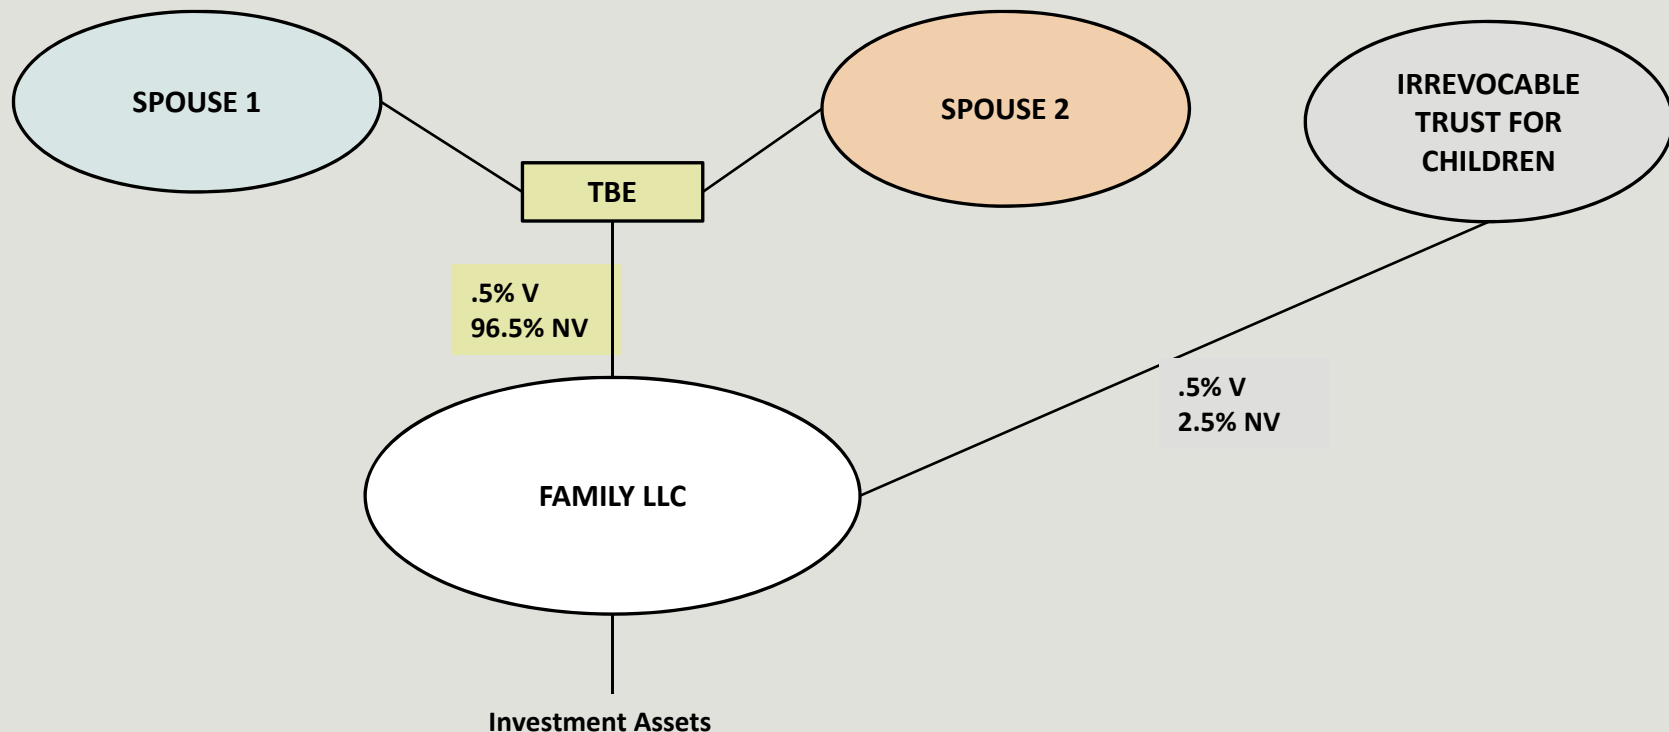 SPOUSE 1
SPOUSE 2
IRREVOCABLE
TRUST FOR
CHILDREN
TBE
.5% V
96.5% NV
.5% V
2.5% NV
FAMILY LLC
Investment Assets